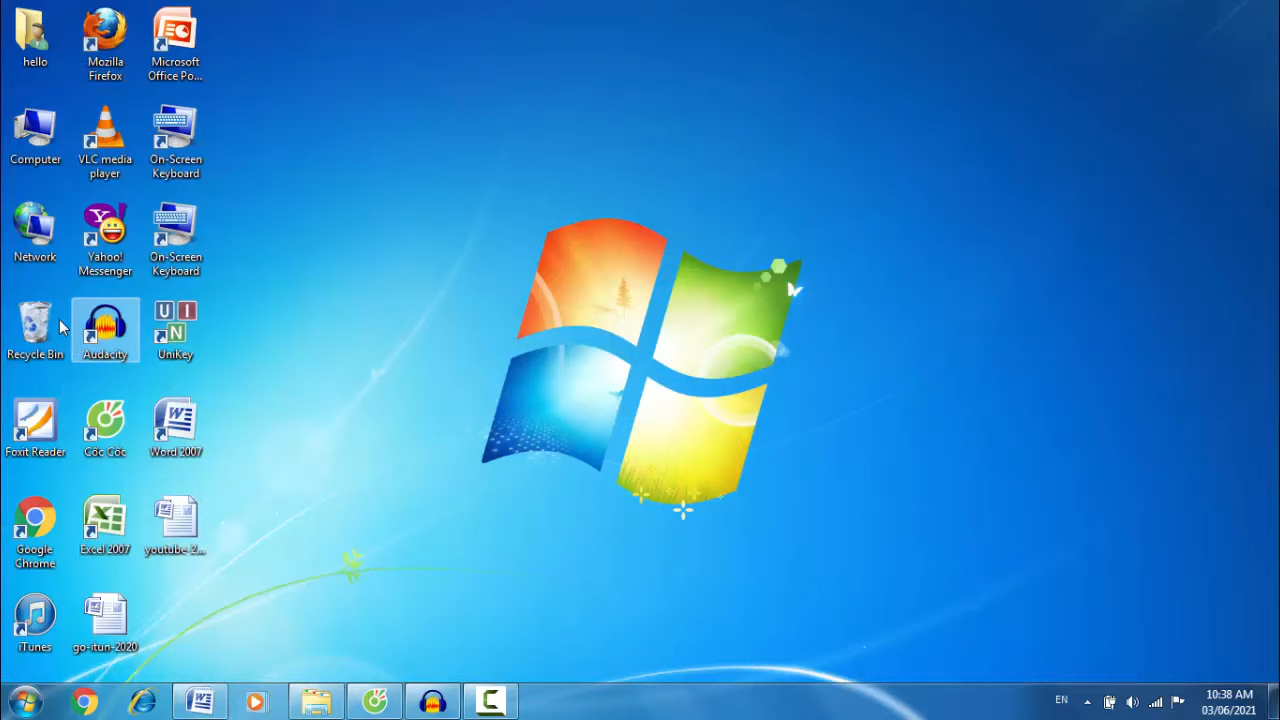 hello
Mozilla
Firefox
Microsoft
Office Po...
Computer
VLC media
player
On-Screen
Keyboard
Network
Yahoo!
Messenger
On-Screen
Keyboard
Recycle Bin
Audacity
U I
N
UniKey
Foxit Reader
Cốc Cốc
Word 2007
Google
Chrome
Excel 2007
youtube-2...
iTunes
go-itun-2020
EN
10:38 AM
03/06/2021